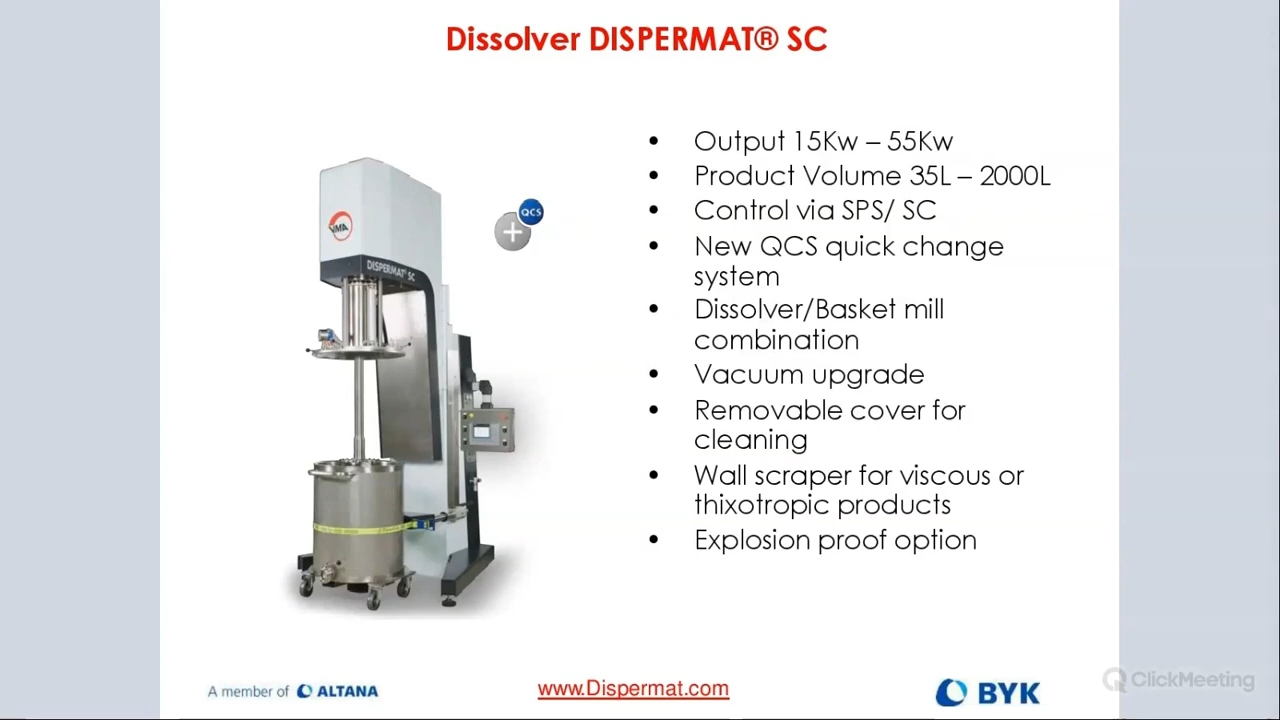 Dissolver DISPERMAT® SC
• Output 15Kw – 55Kw
• Product Volume 35L – 2000L
• Control via SPS/ SC
• New QCS quick change
system
• Dissolver/Basket mill
combination
• Vacuum upgrade
• Removable cover for
cleaning
• Wall scraper for viscous or
thixotropic products
• Explosion proof option
QCS
VMA
DISPERMAT® SC
A member of ALTANA
www.Dispermat.com
BYK
ClickMeeting